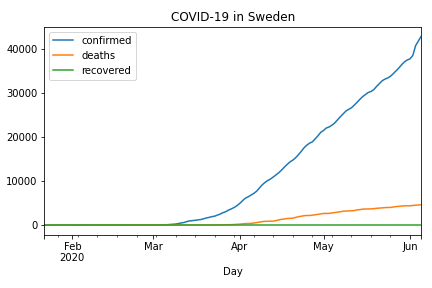 COVID-19 in Sweden
confirmed
deaths
recovered
40000
30000
20000
10000
0
Feb Mar Apr May Jun
2020
Day